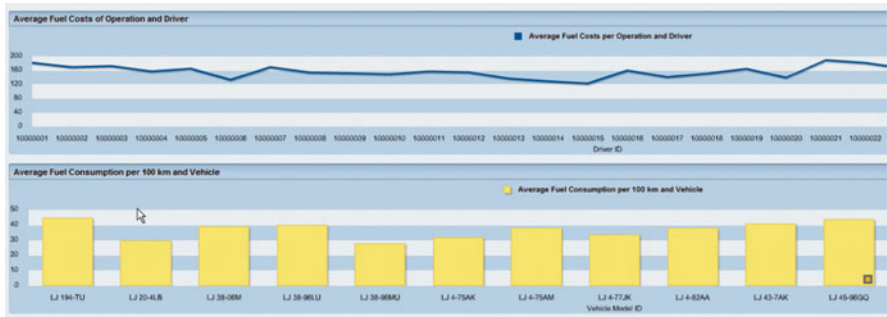 Average Fuel Costs of Operation and Driver
Average Fuel Costs per Operation and Driver
200
160
120
80
40
0
10000001 10000002 10000003 10000004 10000005 10000006 10000007 10000008 10000009 10000010 10000011 10000012 10000013 10000014 10000015 10000016 10000017 10000018 10000019 10000020 10000021 10000022
Driver ID
Average Fuel Consumption per 100 km and Vehicle
Average Fuel Consumption per 100 km and Vehicle
50
40
30
20
10
0
LJ 194-TU LJ 20-4LB LJ 38-06M LJ 38-96LU LJ 38-96MU LJ 4-75AK LJ 4-75AM LJ 4-77JK LJ 4-82AA LJ 43-7AK LJ 45-96GQ
Vehicle Model ID